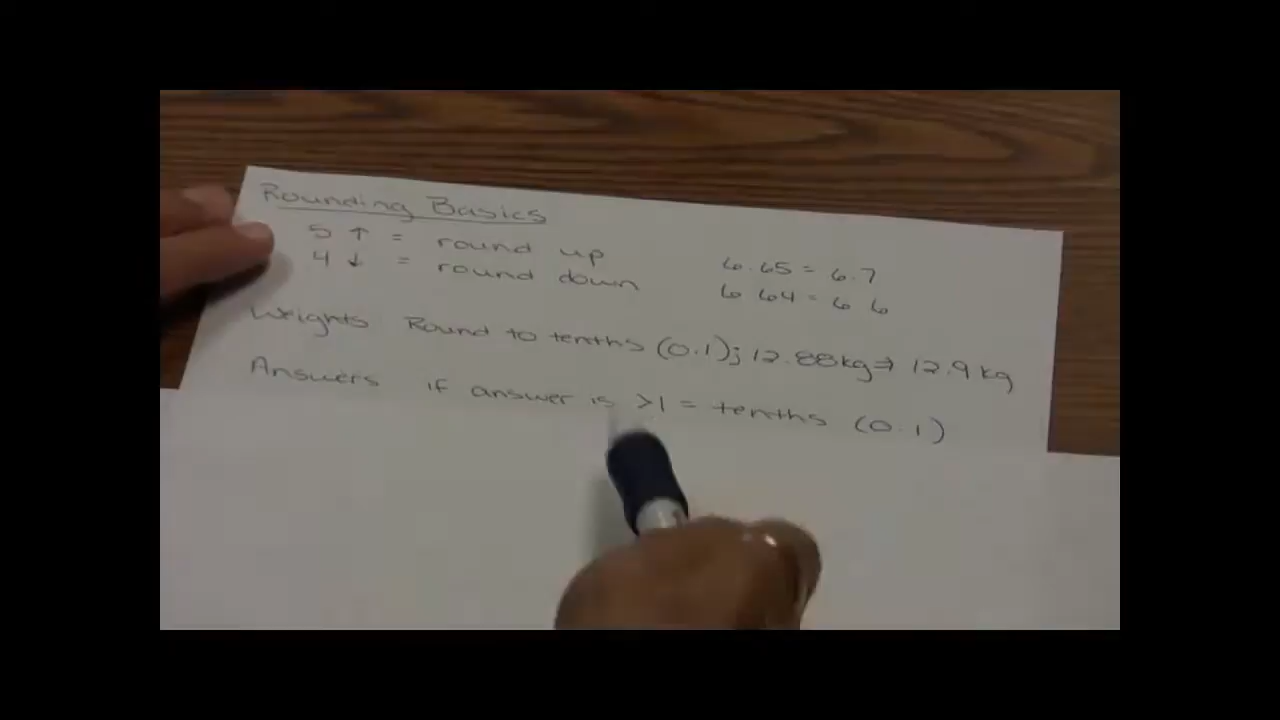 Rounding Basics
5 ↑ = round up 6.65 = 6.7
4 ↓ = round down 6 64 = 6 6
Weights Round to tenths (0.1); 12.88kg ⇒ 12.9 kg
Answers if answer is >1 = tenths (0.1)